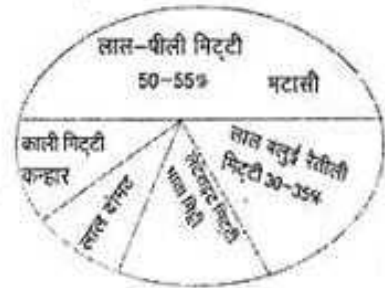 लाल-पीली मिट्टी
50-55%
मटासी
काली मिट्टी
कन्हार
लाल दोमट
लेटेराइट मिट्टी
भाठा मिट्टी
लाल बलुई रेतीली
मिट्टी 30-35%